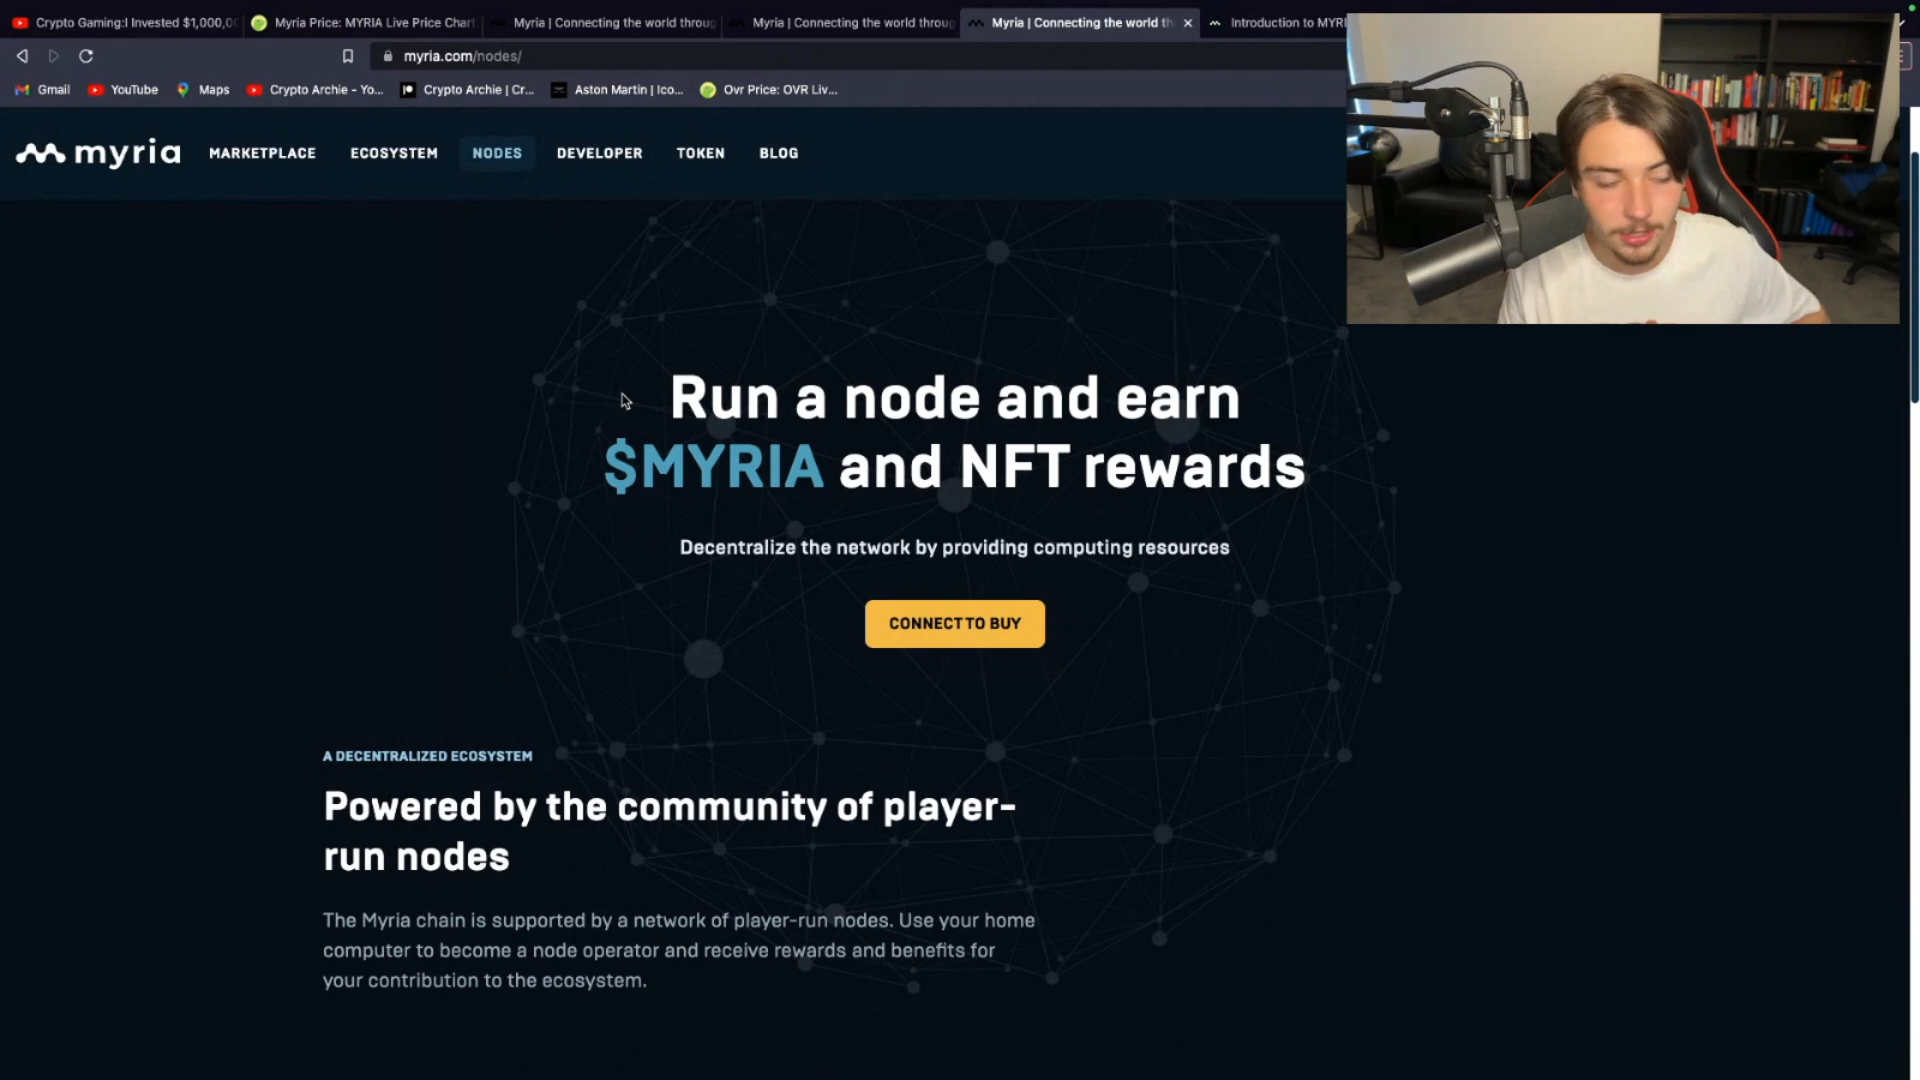 Crypto Gaming:I Invested $1,000,00
Myria Price: MYRIA Live Price Chart
Myria | Connecting the world throug
Myria | Connecting the world throug
Myria | Connecting the world th
Introduction to MYRI
myria.com/nodes/
Gmail
YouTube
Maps
Crypto Archie - Yo...
Crypto Archie | Cr...
Aston Martin | Ico...
Ovr Price: OVR Liv...
myria
MARKETPLACE
ECOSYSTEM
NODES
DEVELOPER
TOKEN
BLOG
Run a node and earn
$MYRIA and NFT rewards
Decentralize the network by providing computing resources
CONNECT TO BUY
A DECENTRALIZED ECOSYSTEM
Powered by the community of player-
run nodes
The Myria chain is supported by a network of player-run nodes. Use your home
computer to become a node operator and receive rewards and benefits for
your contribution to the ecosystem.